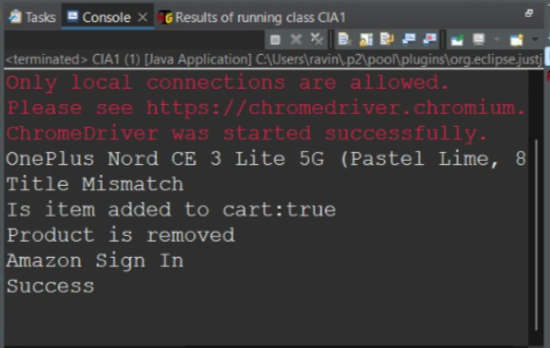 Tasks Console Results of running class CIA1
<terminated> CIA1 (1) [Java Application] C:\Users\ravin\.p2\pool\plugins\org.eclipse.justj
Only local connections are allowed.
Please see https://chromedriver.chromium.
ChromeDriver was started successfully.
OnePlus Nord CE 3 Lite 5G (Pastel Lime, 8
Title Mismatch
Is item added to cart:true
Product is removed
Amazon Sign In
Success